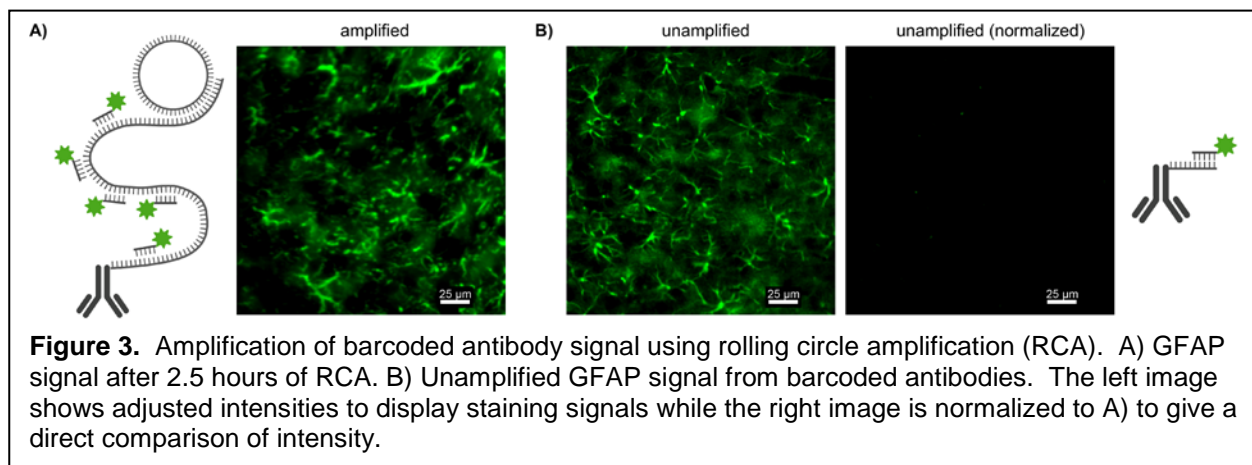 A)
amplified
B)
unamplified
unamplified (normalized)
25 µm
25 µm
25 µm
Figure 3. Amplification of barcoded antibody signal using rolling circle amplification (RCA). A) GFAP
signal after 2.5 hours of RCA. B) Unamplified GFAP signal from barcoded antibodies. The left image
shows adjusted intensities to display staining signals while the right image is normalized to A) to give a
direct comparison of intensity.